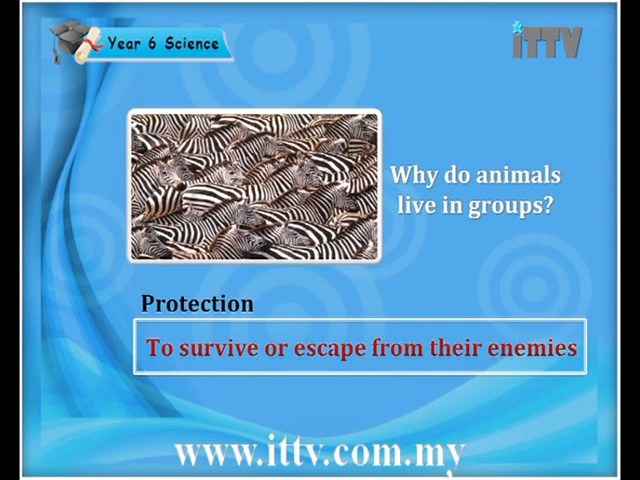 Year 6 Science
iTTV
Why do animals
live in groups?
Protection
To survive or escape from their enemies
www.ittv.com.my